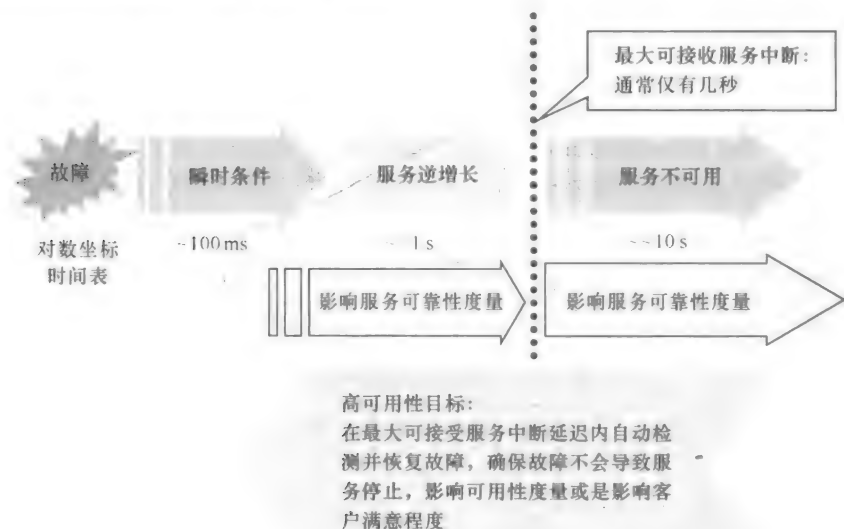 最大可接收服务中断：
通常仅有几秒
故障
瞬时条件
服务逆增长
服务不可用
对数坐标
时间表
~100ms
~1s
~10s
影响服务可靠性度量
影响服务可靠性度量
高可用性目标：
在最大可接受服务中断延迟内自动检
测并恢复故障，确保故障不会导致服
务停止，影响可用性度量或是影响客
户满意程度